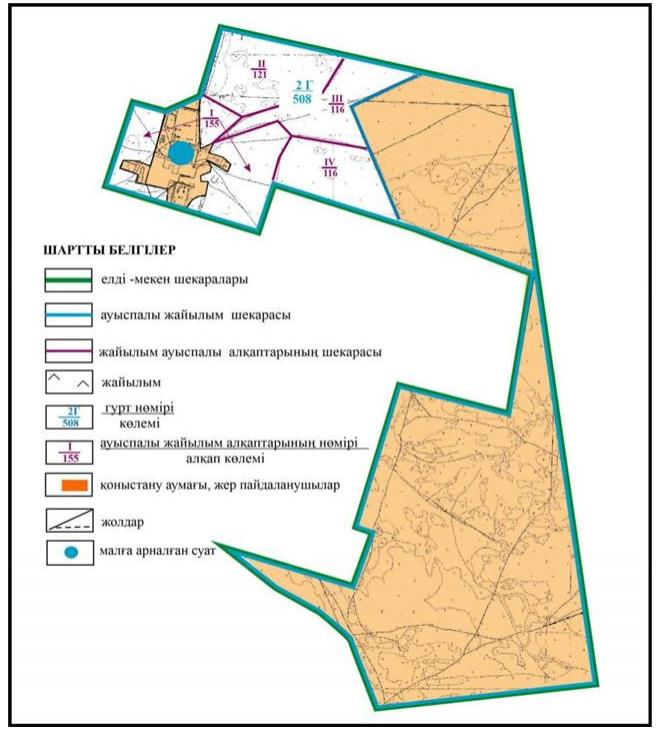 II
121
2 Г
508
III
116
I
155
IV
116
ШАРТТЫ БЕЛГІЛЕР
елді -мекен шекаралары
ауыспалы жайылым шекарасы
жайылым ауыспалы алқаптарының шекарасы
жайылым
2Г
508
гурт нөмірі
көлемі
I
155
ауыспалы жайылым алқаптарының нөмірі
алқап көлемі
қоныстану аумағы, жер пайдаланушылар
жолдар
малға арналған суат